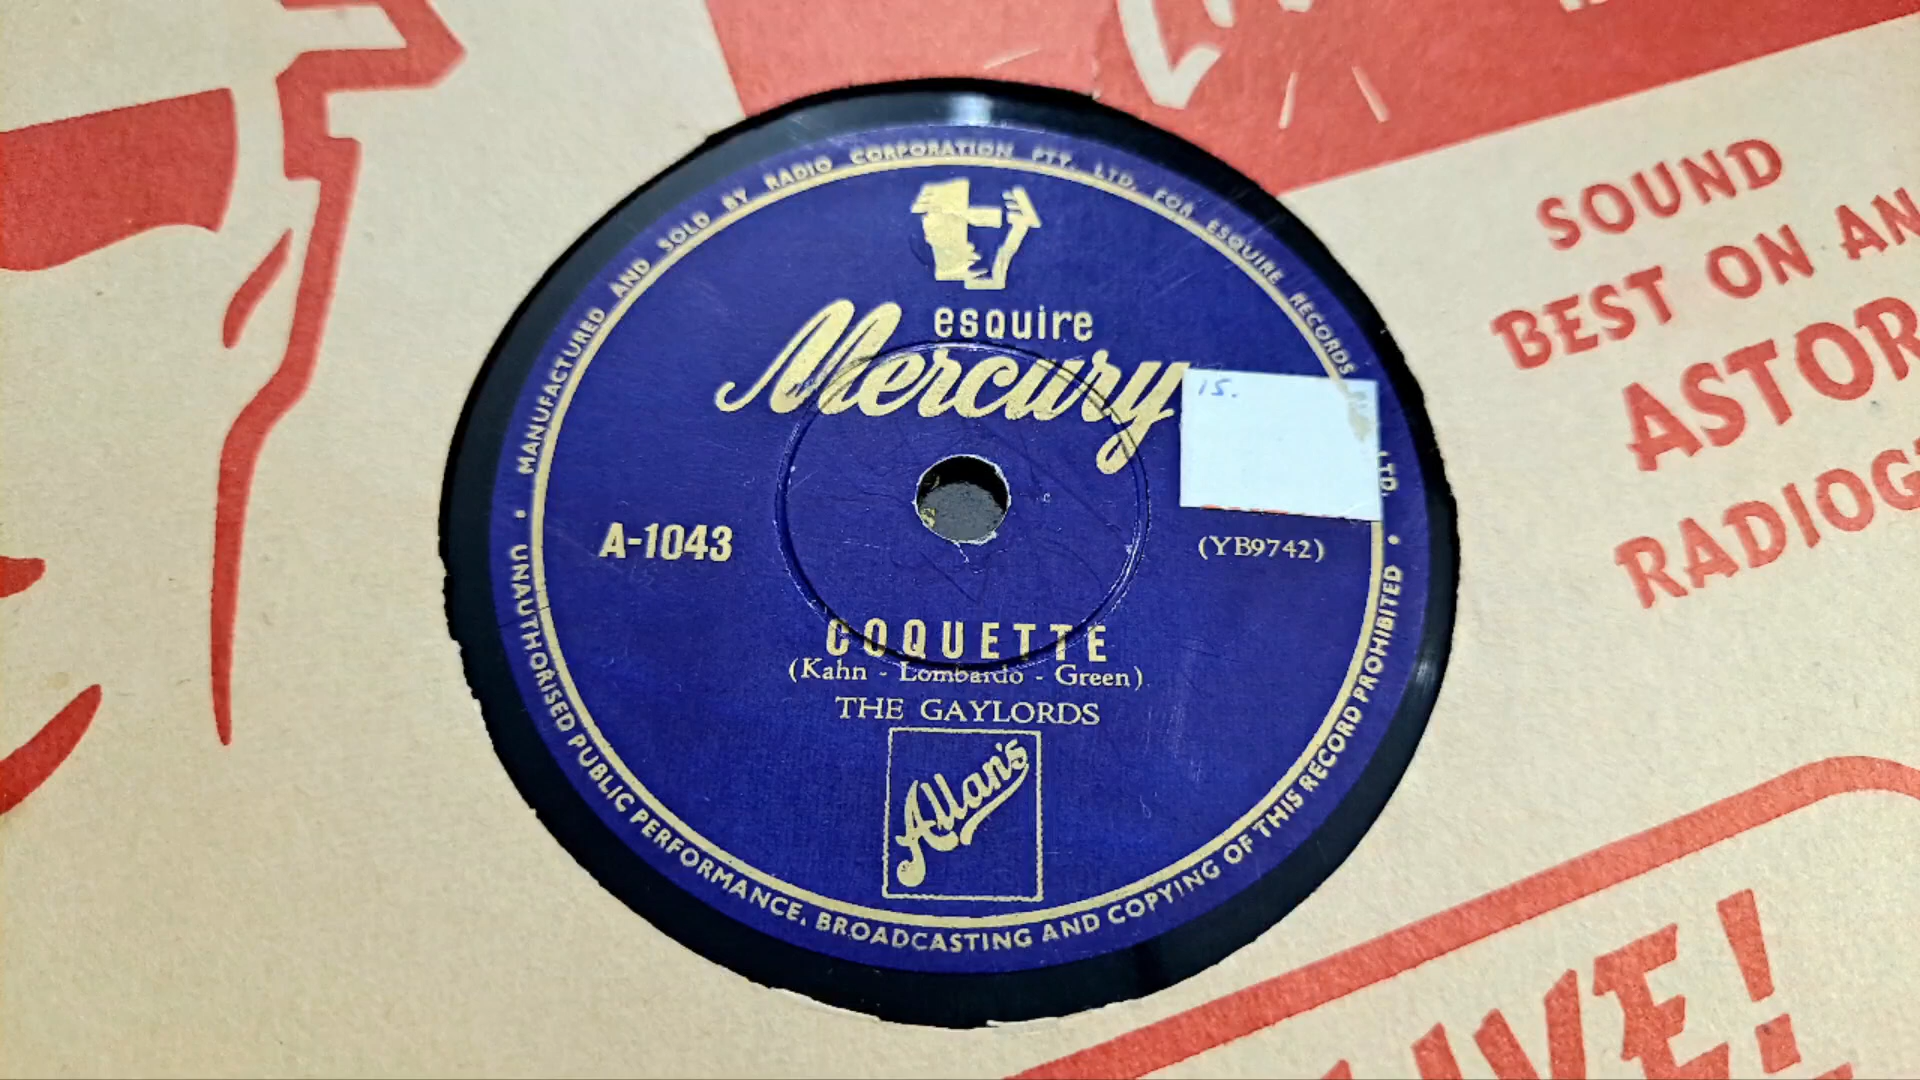 MANUFACTURED AND SOLD BY RADIO CORPORATION PTY. LTD. FOR ESQUIRE RECORDS LTD.
esquire
Mercury
15.
A-1043
(YB9742)
COQUETTE
(Kahn - Lombardo - Green)
THE GAYLORDS
Allan's
UNAUTHORISED PUBLIC PERFORMANCE, BROADCASTING AND COPYING OF THIS RECORD PROHIBITED
SOUND
BEST ON AN
ASTOR